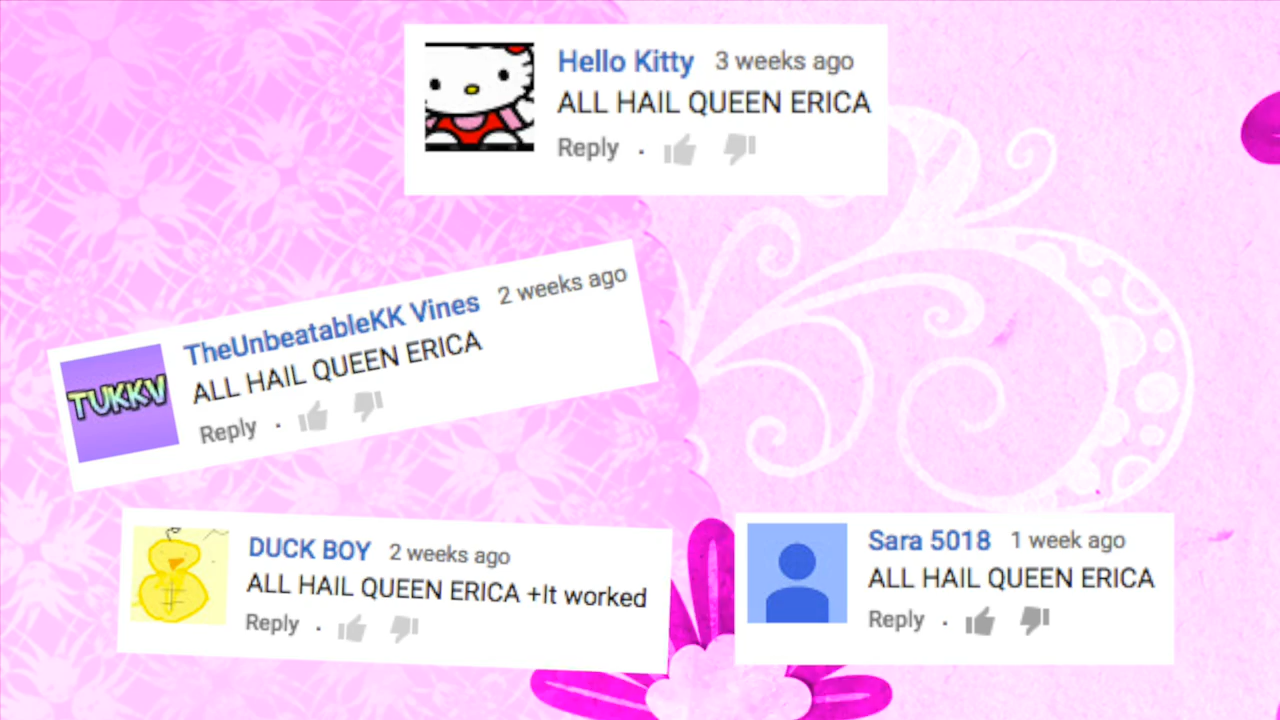 Hello Kitty 3 weeks ago
ALL HAIL QUEEN ERICA
Reply ·
TheUnbeatableKK Vines 2 weeks ago
TUKKV
ALL HAIL QUEEN ERICA
Reply ·
DUCK BOY 2 weeks ago
ALL HAIL QUEEN ERICA +It worked
Reply ·
Sara 5018 1 week ago
ALL HAIL QUEEN ERICA
Reply ·